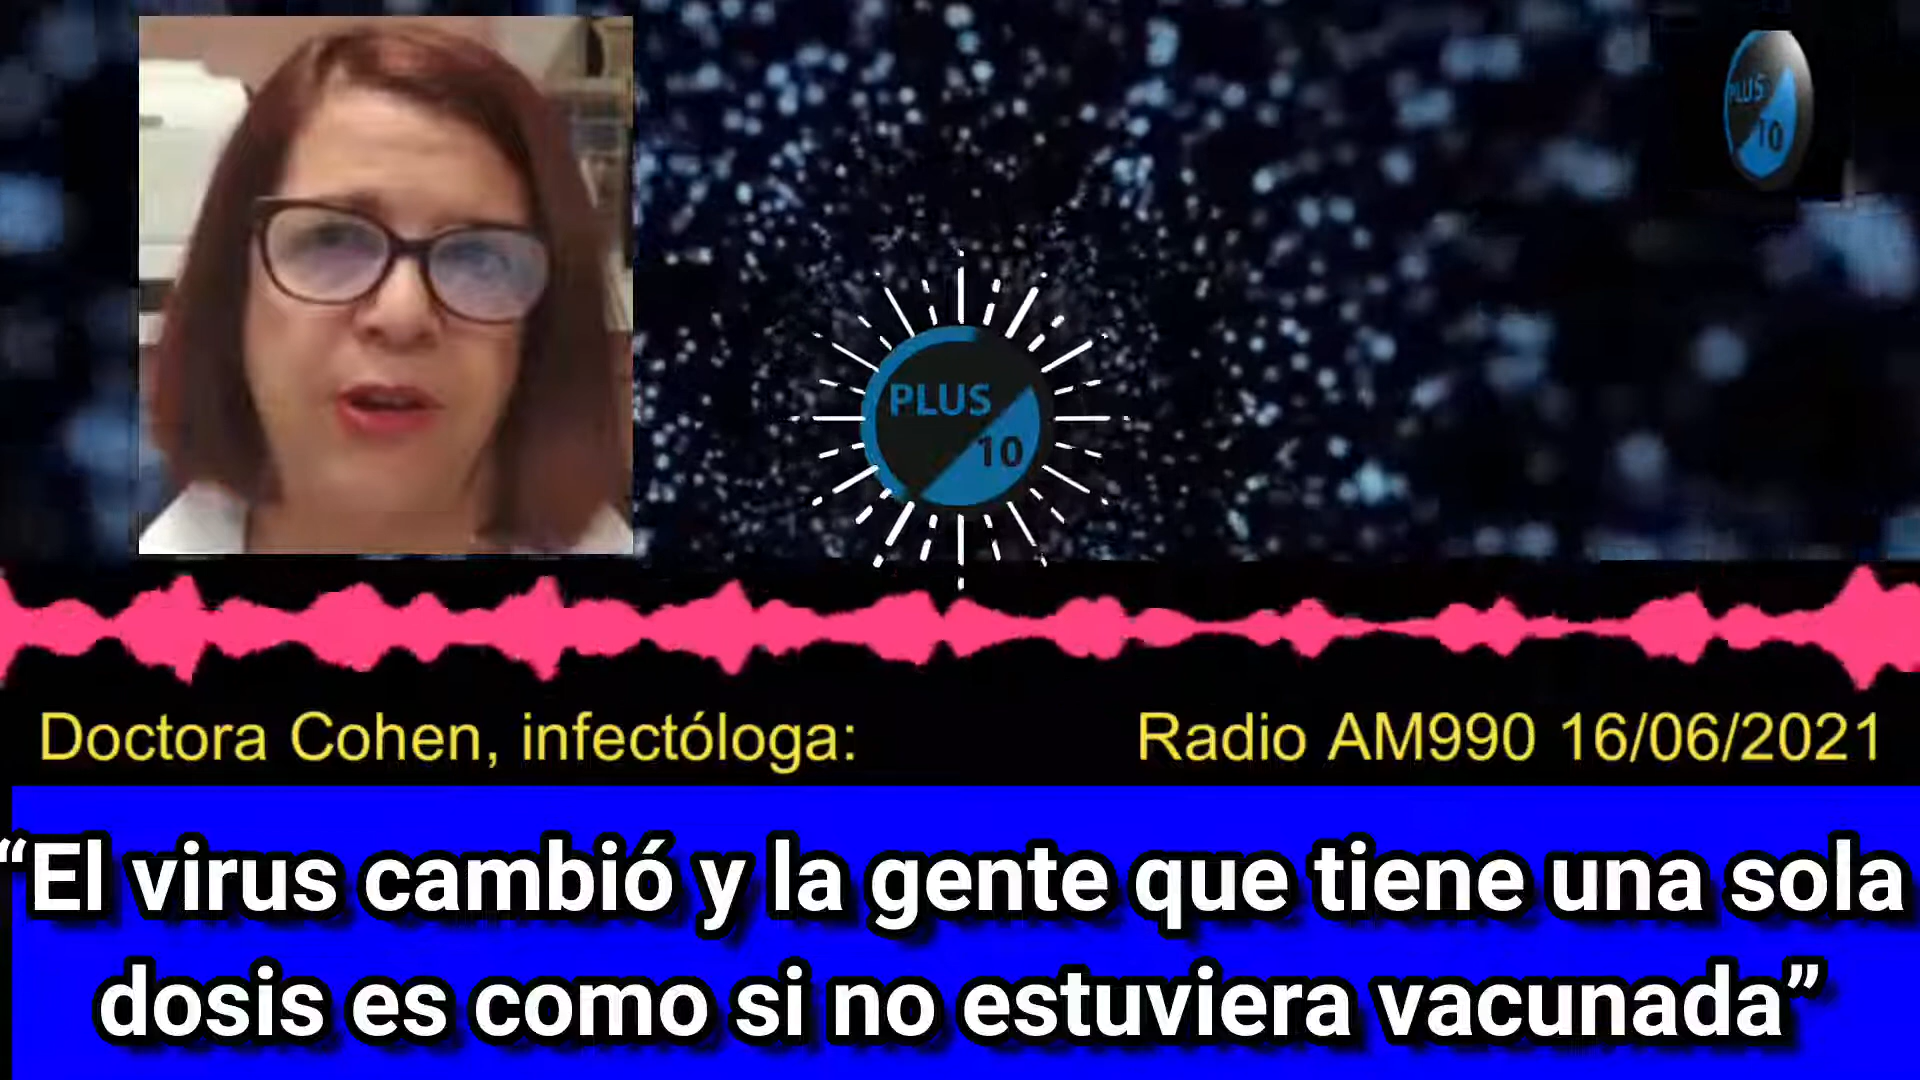 PLUS
10
PLUS
10
Doctora Cohen, infectóloga:
Radio AM990 16/06/2021
“El virus cambió y la gente que tiene una sola
dosis es como si no estuviera vacunada”